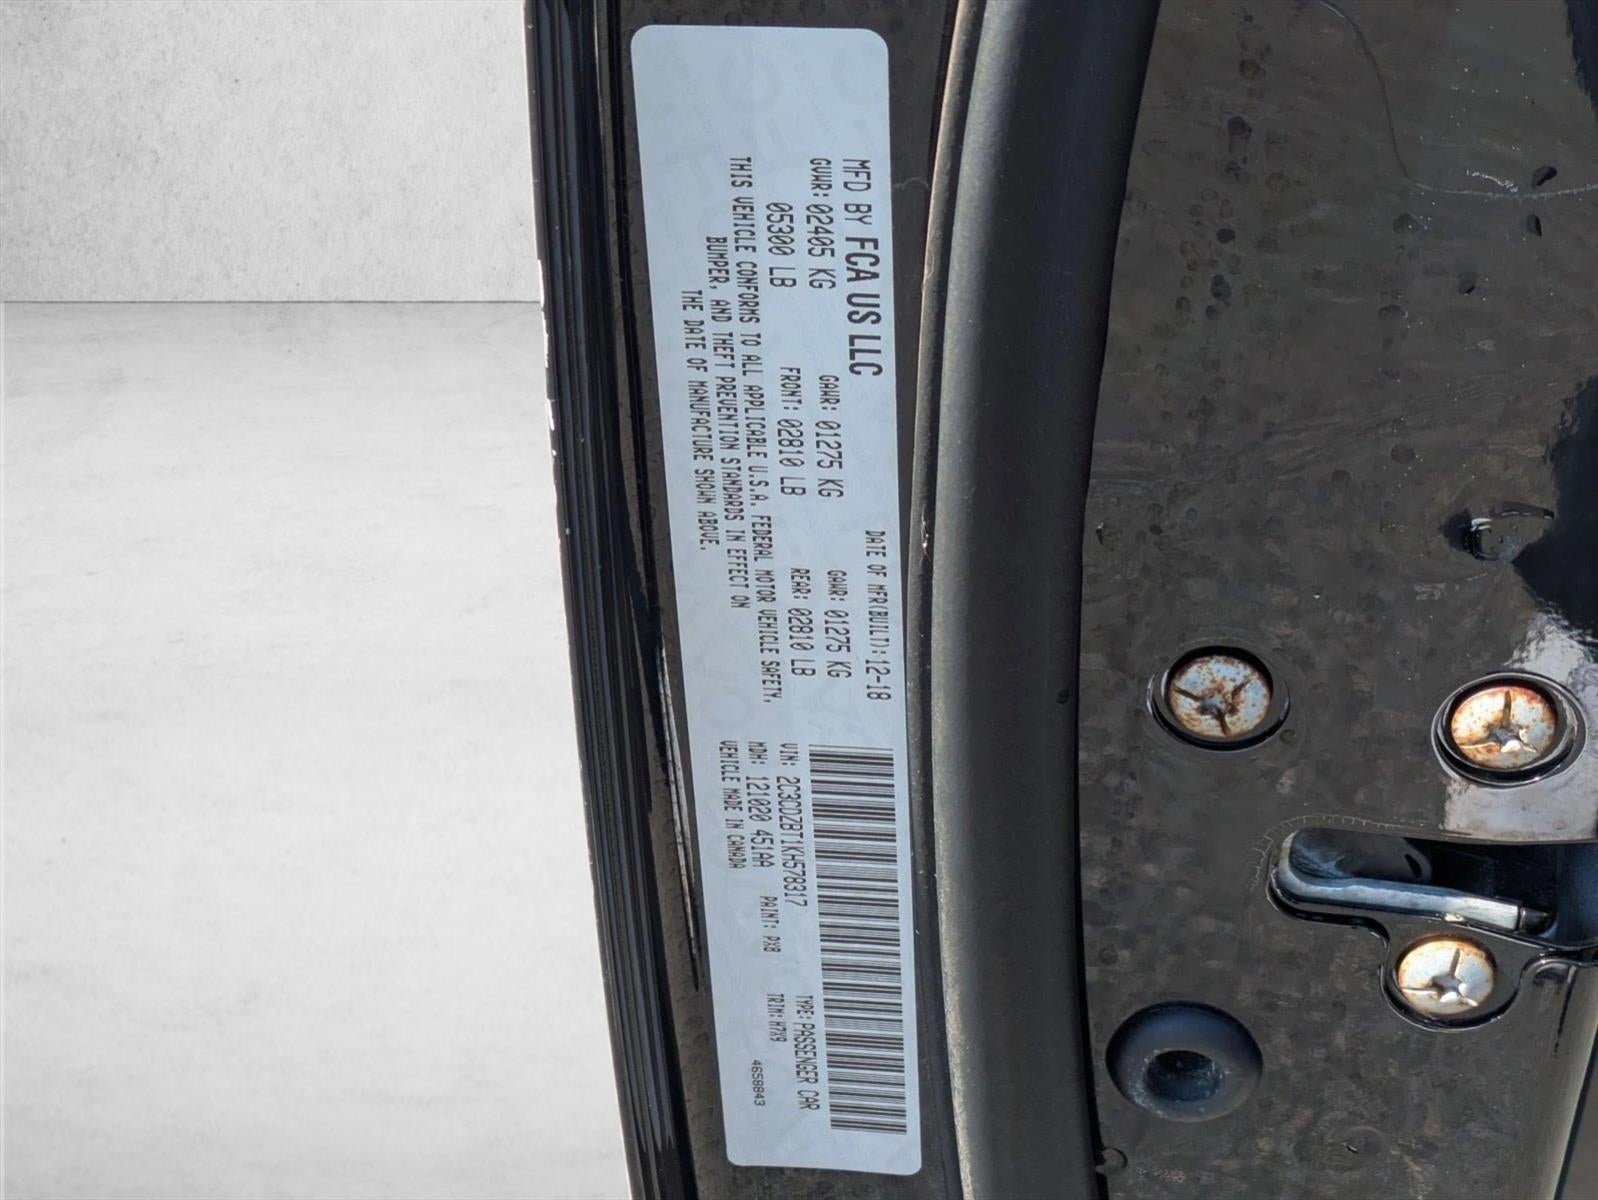 MFD BY FCA US LLC
DATE OF MFR(BUILT): 12-18
GVWR: 02405 KG
GAWR: 01275 KG
GAWR: 01275 KG
05300 LB
FRONT: 02810 LB
REAR: 02810 LB
THIS VEHICLE CONFORMS TO ALL APPLICABLE U.S.A. FEDERAL MOTOR VEHICLE SAFETY,
BUMPER, AND THEFT PREVENTION STANDARDS IN EFFECT ON
THE DATE OF MANUFACTURE SHOWN ABOVE.
VIN: 2C3CDZBT1KH578317
TYPE: PASSENGER CAR
MDH: 121020 451AA
PAINT: PX8
TRIM: H7X9
VEHICLE MADE IN CANADA
4658843